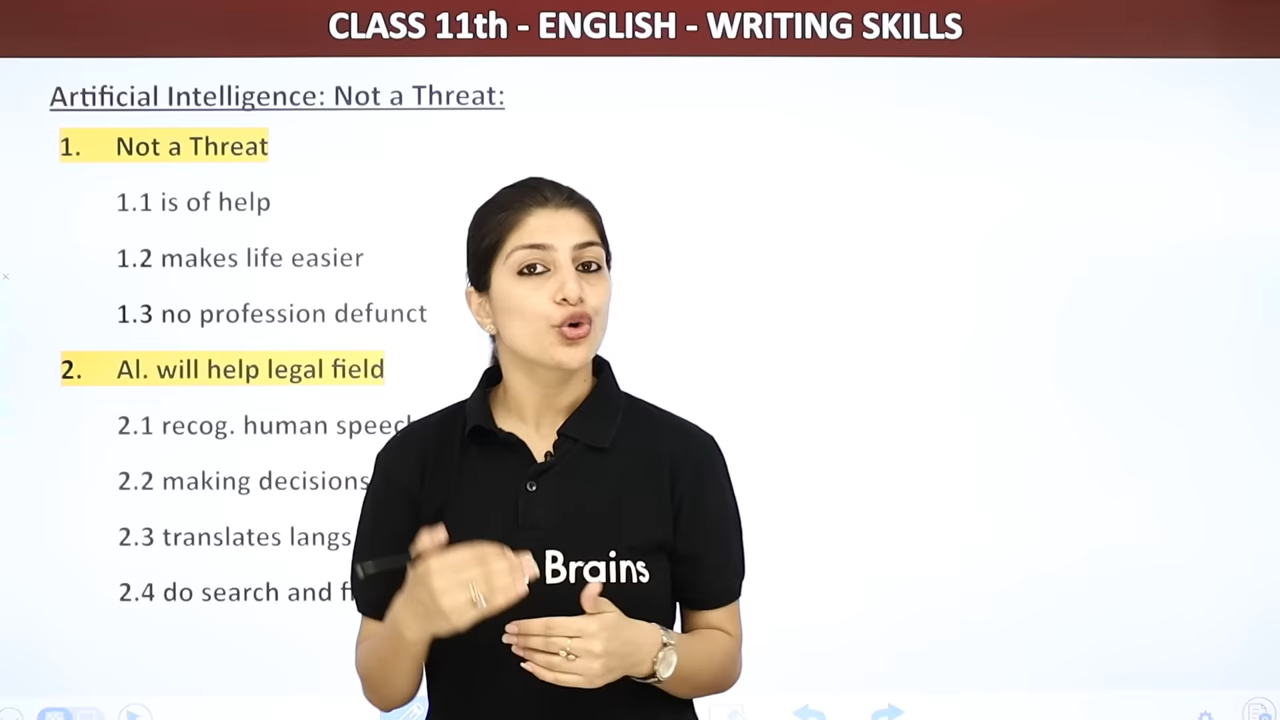 CLASS 11th - ENGLISH - WRITING SKILLS
Artificial Intelligence: Not a Threat:
1. Not a Threat
1.1 is of help
1.2 makes life easier
1.3 no profession defunct
2. AI. will help legal field
2.1 recog. human speech
2.2 making decisions
2.3 translates langs
2.4 do search and
Brains